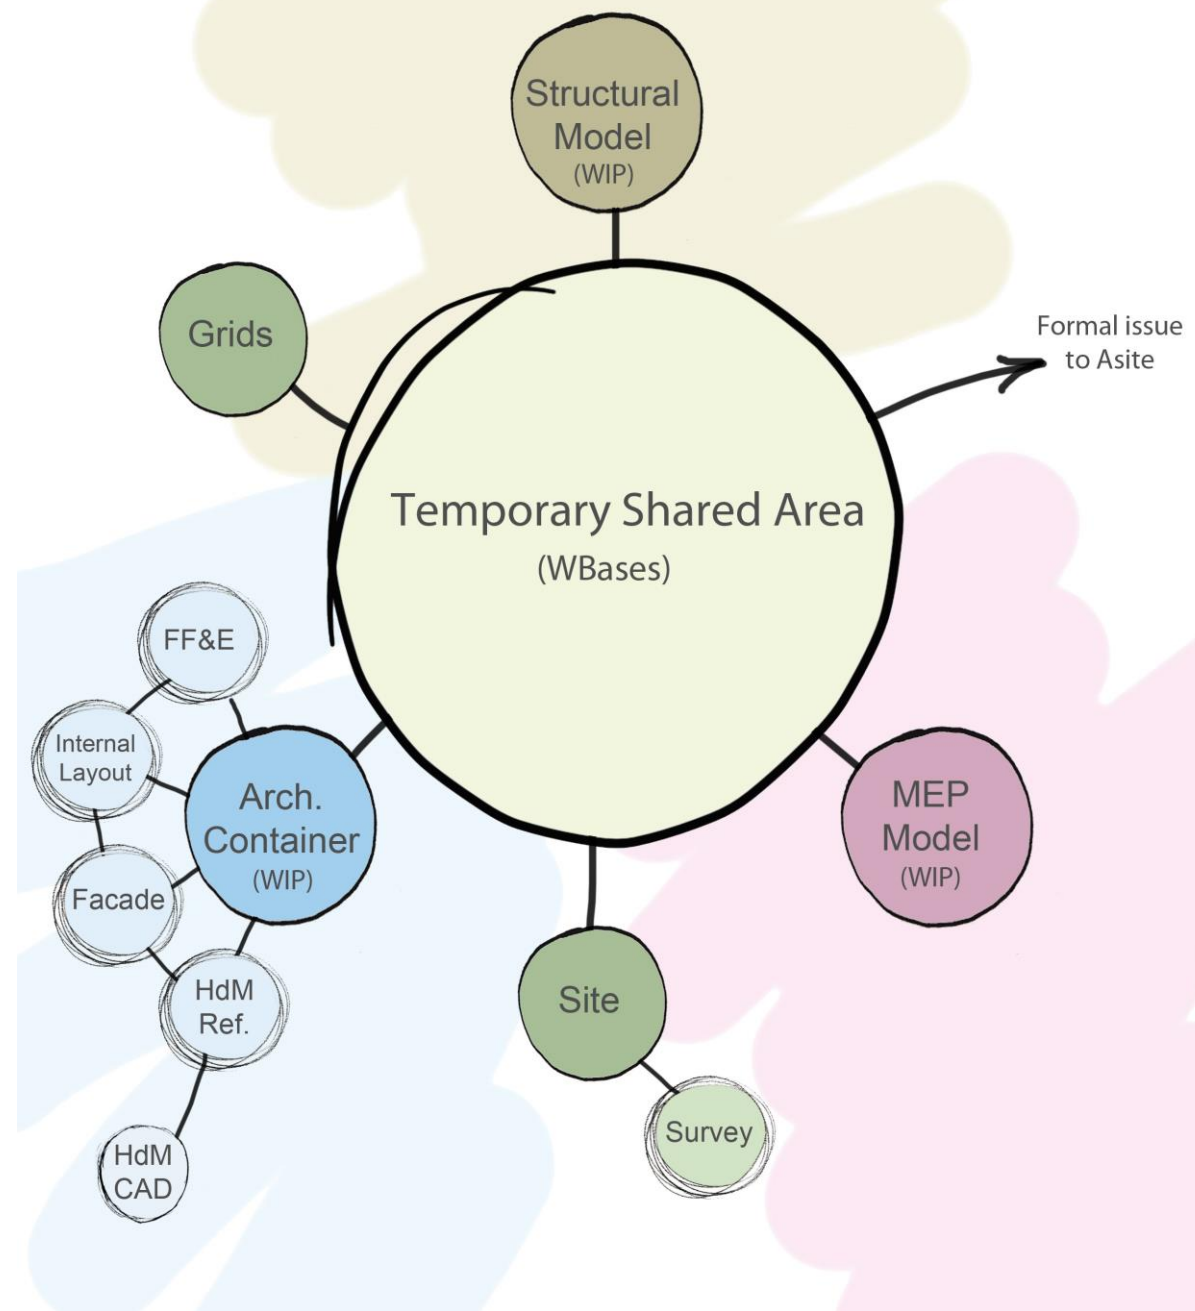 Structural
Model
(WIP)
Grids
Formal issue
to Asite
Temporary Shared Area
(WBases)
FF&E
Internal
Layout
Arch.
Container
(WIP)
MEP
Model
(WIP)
Facade
HdM
Ref.
Site
Survey
HdM
CAD